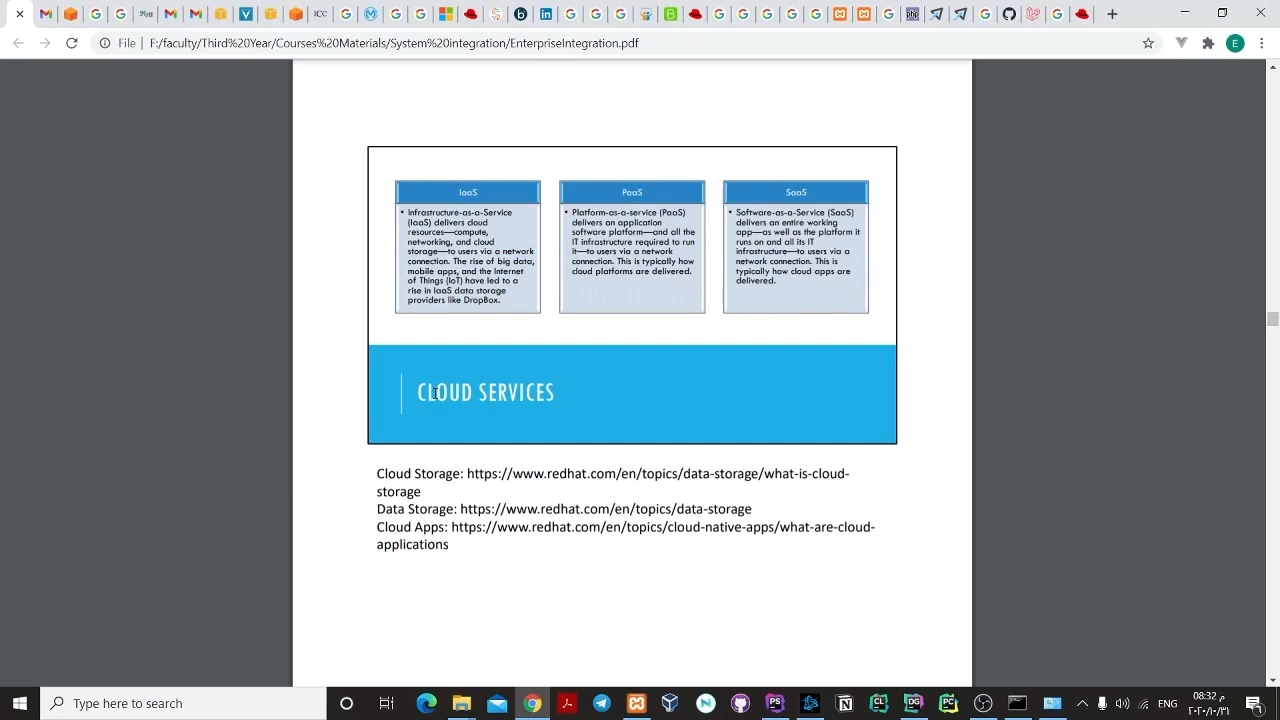 File
F:/faculty/Third%20Year/Courses%20Materials/System%20integration/EnterpriseIntegration.pdf
IaaS
• Infrastructure-as-a-Service
(IaaS) delivers cloud
resources—compute,
networking, and cloud
storage—to users via a network
connection. The rise of big data,
mobile apps, and the Internet
of Things (IoT) have led to a
rise in IaaS data storage
providers like DropBox.
PaaS
• Platform-as-a-service (PaaS)
delivers an application
software platform—and all the
IT infrastructure required to run
it—to users via a network
connection. This is typically how
cloud platforms are delivered.
SaaS
• Software-as-a-Service (SaaS)
delivers an entire working
app—as well as the platform it
runs on and all its IT
infrastructure—to users via a
network connection. This is
typically how cloud apps are
delivered.
CLOUD SERVICES
Cloud Storage: https://www.redhat.com/en/topics/data-storage/what-is-cloud-
storage
Data Storage: https://www.redhat.com/en/topics/data-storage
Cloud Apps: https://www.redhat.com/en/topics/cloud-native-apps/what-are-cloud-
applications
Type here to search
ENG
08:32